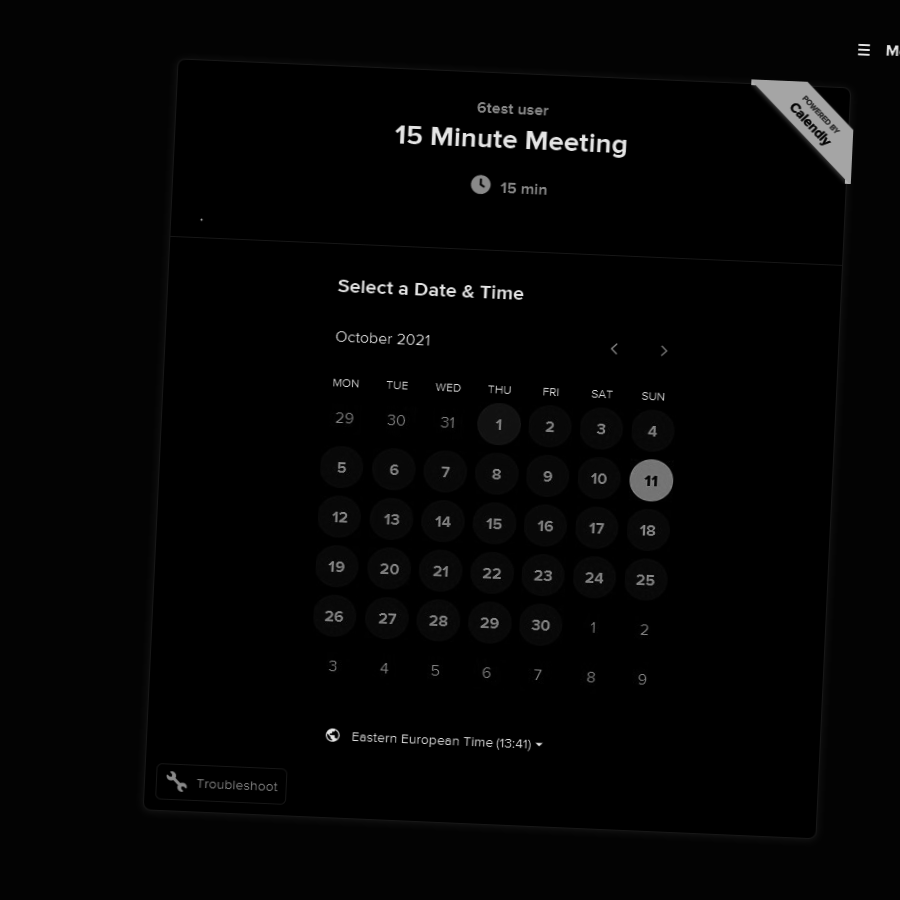 M
6test user
15 Minute Meeting
15 min
POWERED BY
Calendly
Select a Date & Time
October 2021
MON TUE WED THU FRI SAT SUN
29 30 31 1 2 3 4
5 6 7 8 9 10 11
12 13 14 15 16 17 18
19 20 21 22 23 24 25
26 27 28 29 30 1 2
3 4 5 6 7 8 9
Eastern European Time (13:41)
Troubleshoot